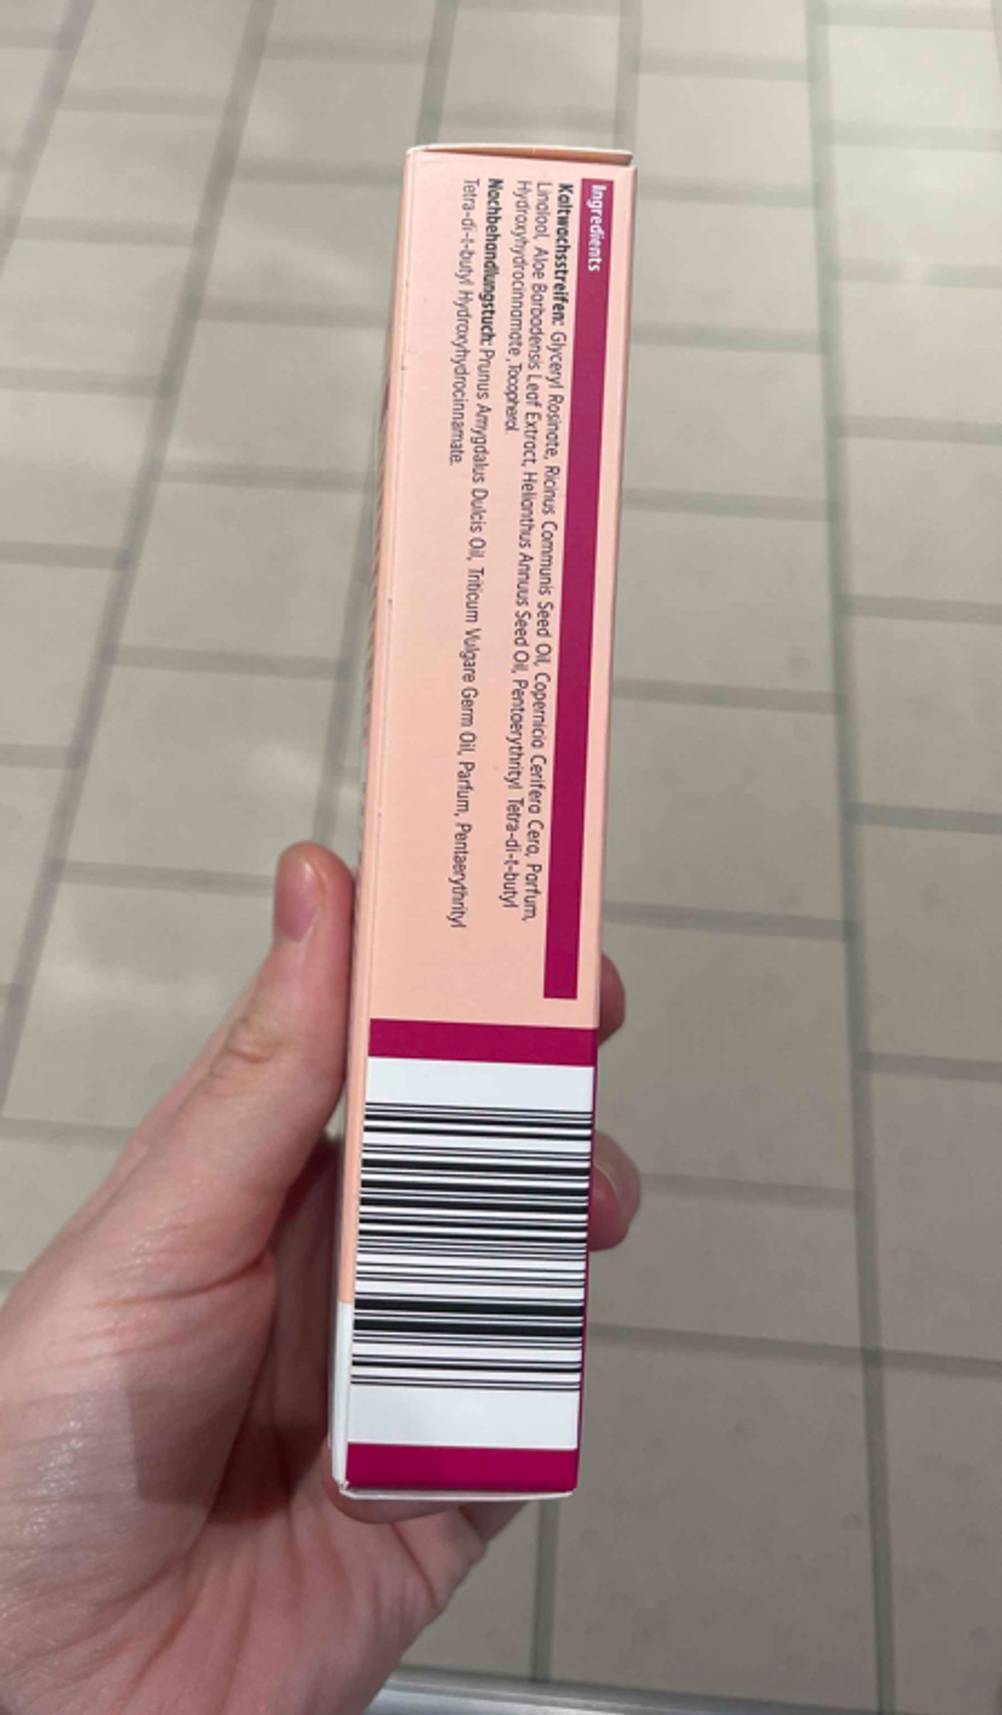 Ingredients
Kaltwachsstreifen: Glyceryl Rosinate, Ricinus Communis Seed Oil, Copernicia Cerifera Cera, Parfum,
Linalool, Aloe Barbadensis Leaf Extract, Helianthus Annuus Seed Oil, Pentaerythrityl Tetra-di-t-butyl
Hydroxyhydrocinnamate, Tocopherol.
Nachbehandlungstuch: Prunus Amygdalus Dulcis Oil, Triticum Vulgare Germ Oil, Parfum, Pentaerythrityl
Tetra-di-t-butyl Hydroxyhydrocinnamate.